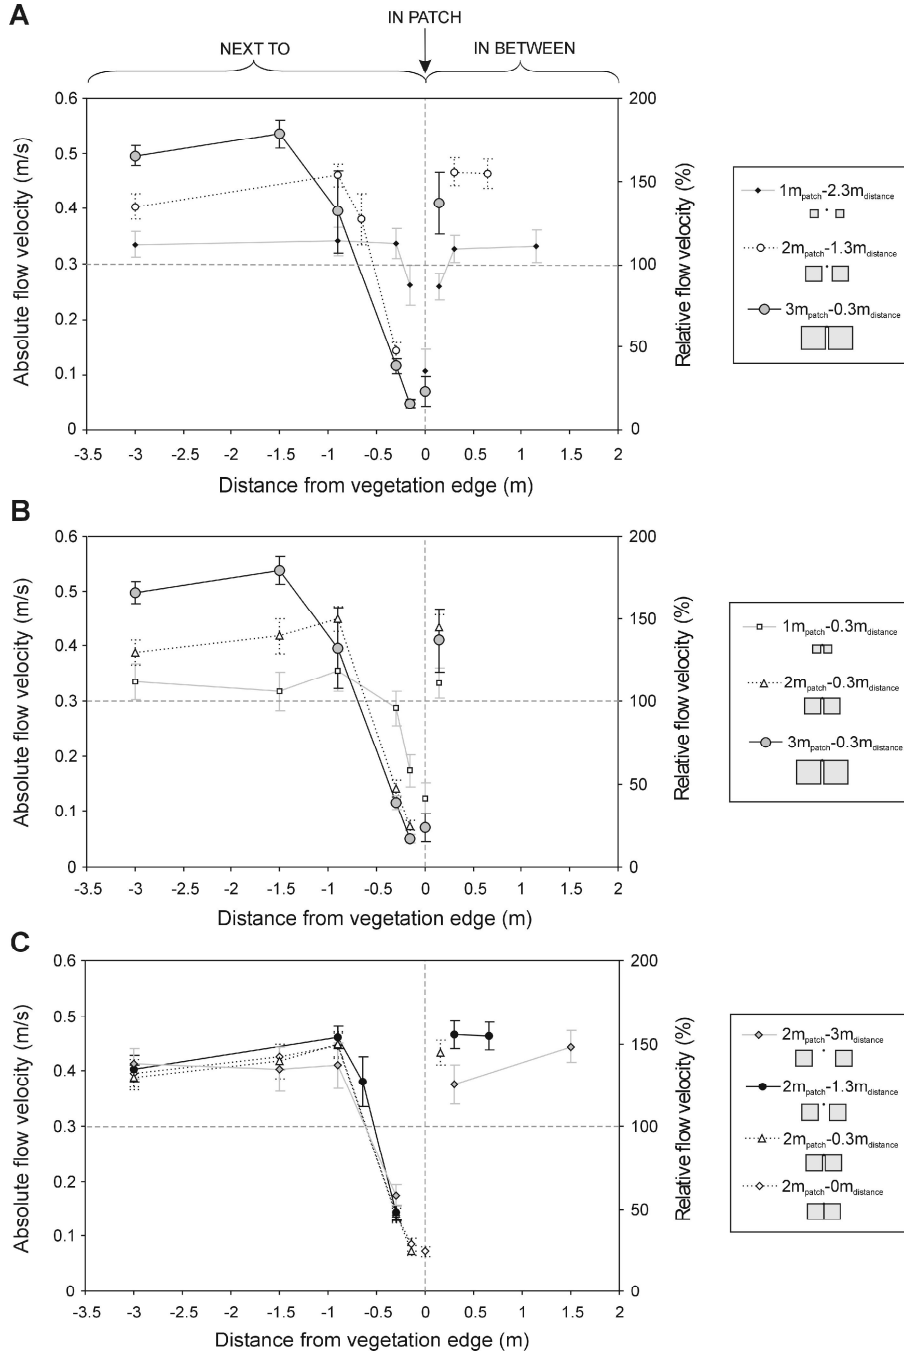 A
IN PATCH
NEXT TO
IN BETWEEN
0.6
0.5
0.4
0.3
0.2
0.1
0
Absolute flow velocity (m/s)
200
150
100
50
0
Relative flow velocity (%)
-3.5 -3 -2.5 -2 -1.5 -1 -0.5 0 0.5 1 1.5 2
Distance from vegetation edge (m)
1mpatch-2.3mdistance
2mpatch-1.3mdistance
3mpatch-0.3mdistance
B
0.6
0.5
0.4
0.3
0.2
0.1
0
Absolute flow velocity (m/s)
200
150
100
50
0
Relative flow velocity (%)
-3.5 -3 -2.5 -2 -1.5 -1 -0.5 0 0.5 1 1.5 2
Distance from vegetation edge (m)
1mpatch-0.3mdistance
2mpatch-0.3mdistance
3mpatch-0.3mdistance
C
0.6
0.5
0.4
0.3
0.2
0.1
0
Absolute flow velocity (m/s)
200
150
100
50
0
Relative flow velocity (%)
-3.5 -3 -2.5 -2 -1.5 -1 -0.5 0 0.5 1 1.5 2
Distance from vegetation edge (m)
2mpatch-3mdistance
2mpatch-1.3mdistance
2mpatch-0.3mdistance
2mpatch-0mdistance